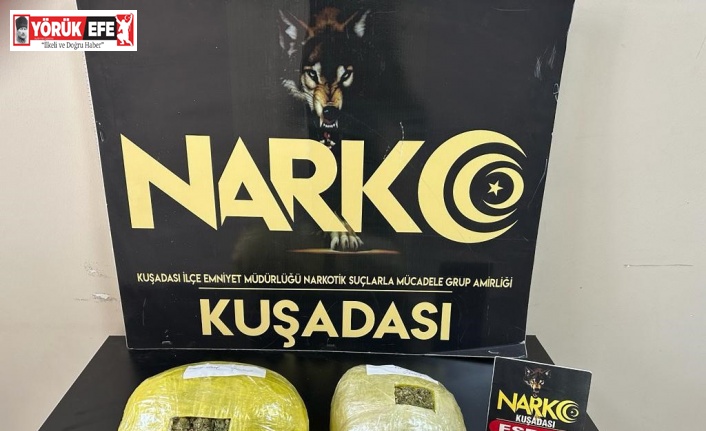 YÖRÜK EFE
"İlkeli ve Doğru Haber"
NARKO
KUŞADASI İLÇE EMNİYET MÜDÜRLÜĞÜ NARKOTİK SUÇLARLA MÜCADELE GRUP AMİRLİĞİ
KUŞADASI
NARKO
KUŞADASI